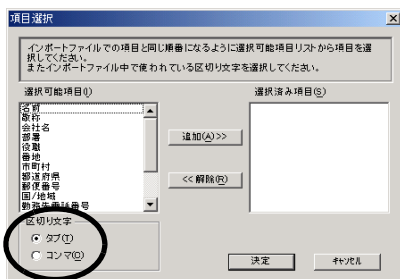 項目選択
インポートファイルでの項目と同じ順番になるように選択可能項目リストから項目を選
択してください。
またインポートファイル中で使われている区切り文字を選択してください。
選択可能項目(I)
選択済み項目(S)
名前
敬称
会社名
部署
役職
番地
市町村
都道府県
郵便番号
国/地域
勤務先電話番号
追加(A)>>
<<解除(R)
区切り文字
タブ(T)
コンマ(C)
決定
キャンセル